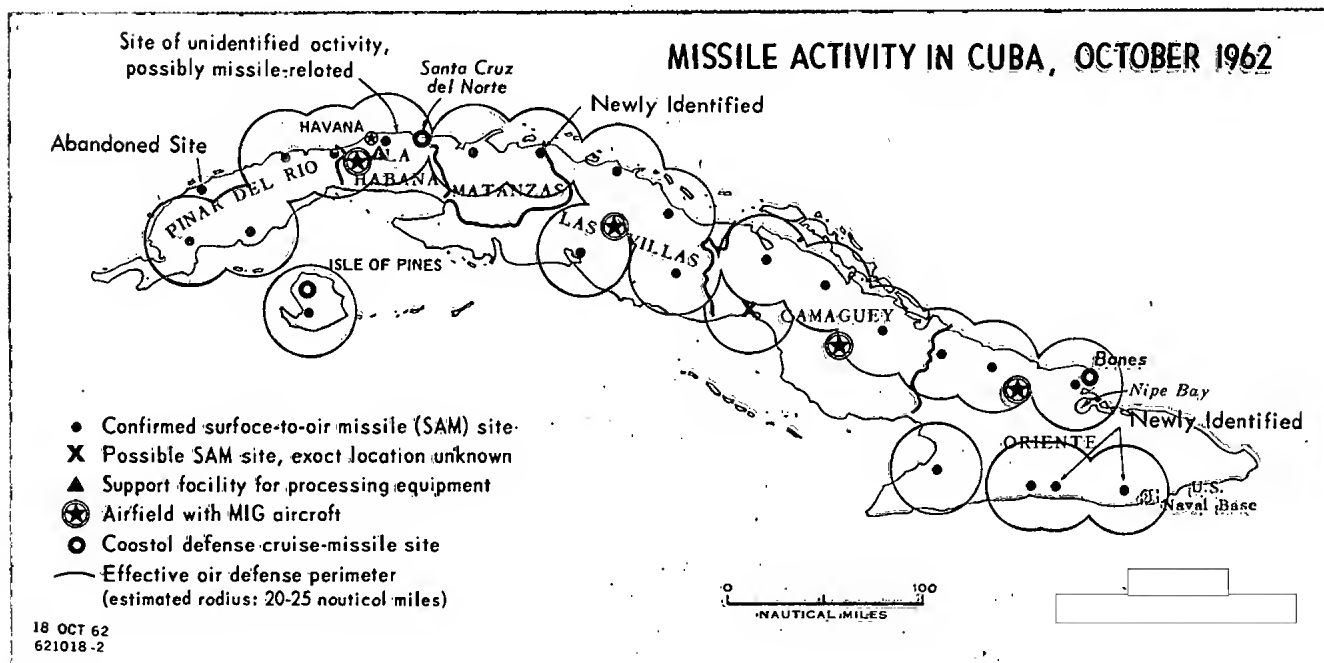 MISSILE ACTIVITY IN CUBA, OCTOBER 1962
Site of unidentified activity,
possibly missile-related
Santa Cruz
del Norte
Newly Identified
HAVANA
Abandoned Site
LA
HABANA
PINAR DEL RIO
MATANZAS
LAS VILLAS
ISLE OF PINES
X
CAMAGUEY
Banes
Nipe Bay
Newly Identified
ORIENTE
U.S.
Naval Base
Confirmed surface-to-air missile (SAM) site
X Possible SAM site, exact location unknown
Support facility for processing equipment
Airfield with MIG aircraft
Coastal defense cruise-missile site
Effective air defense perimeter
(estimated radius: 20-25 nautical miles)
0 100
NAUTICAL MILES
18 OCT 62
621018-2